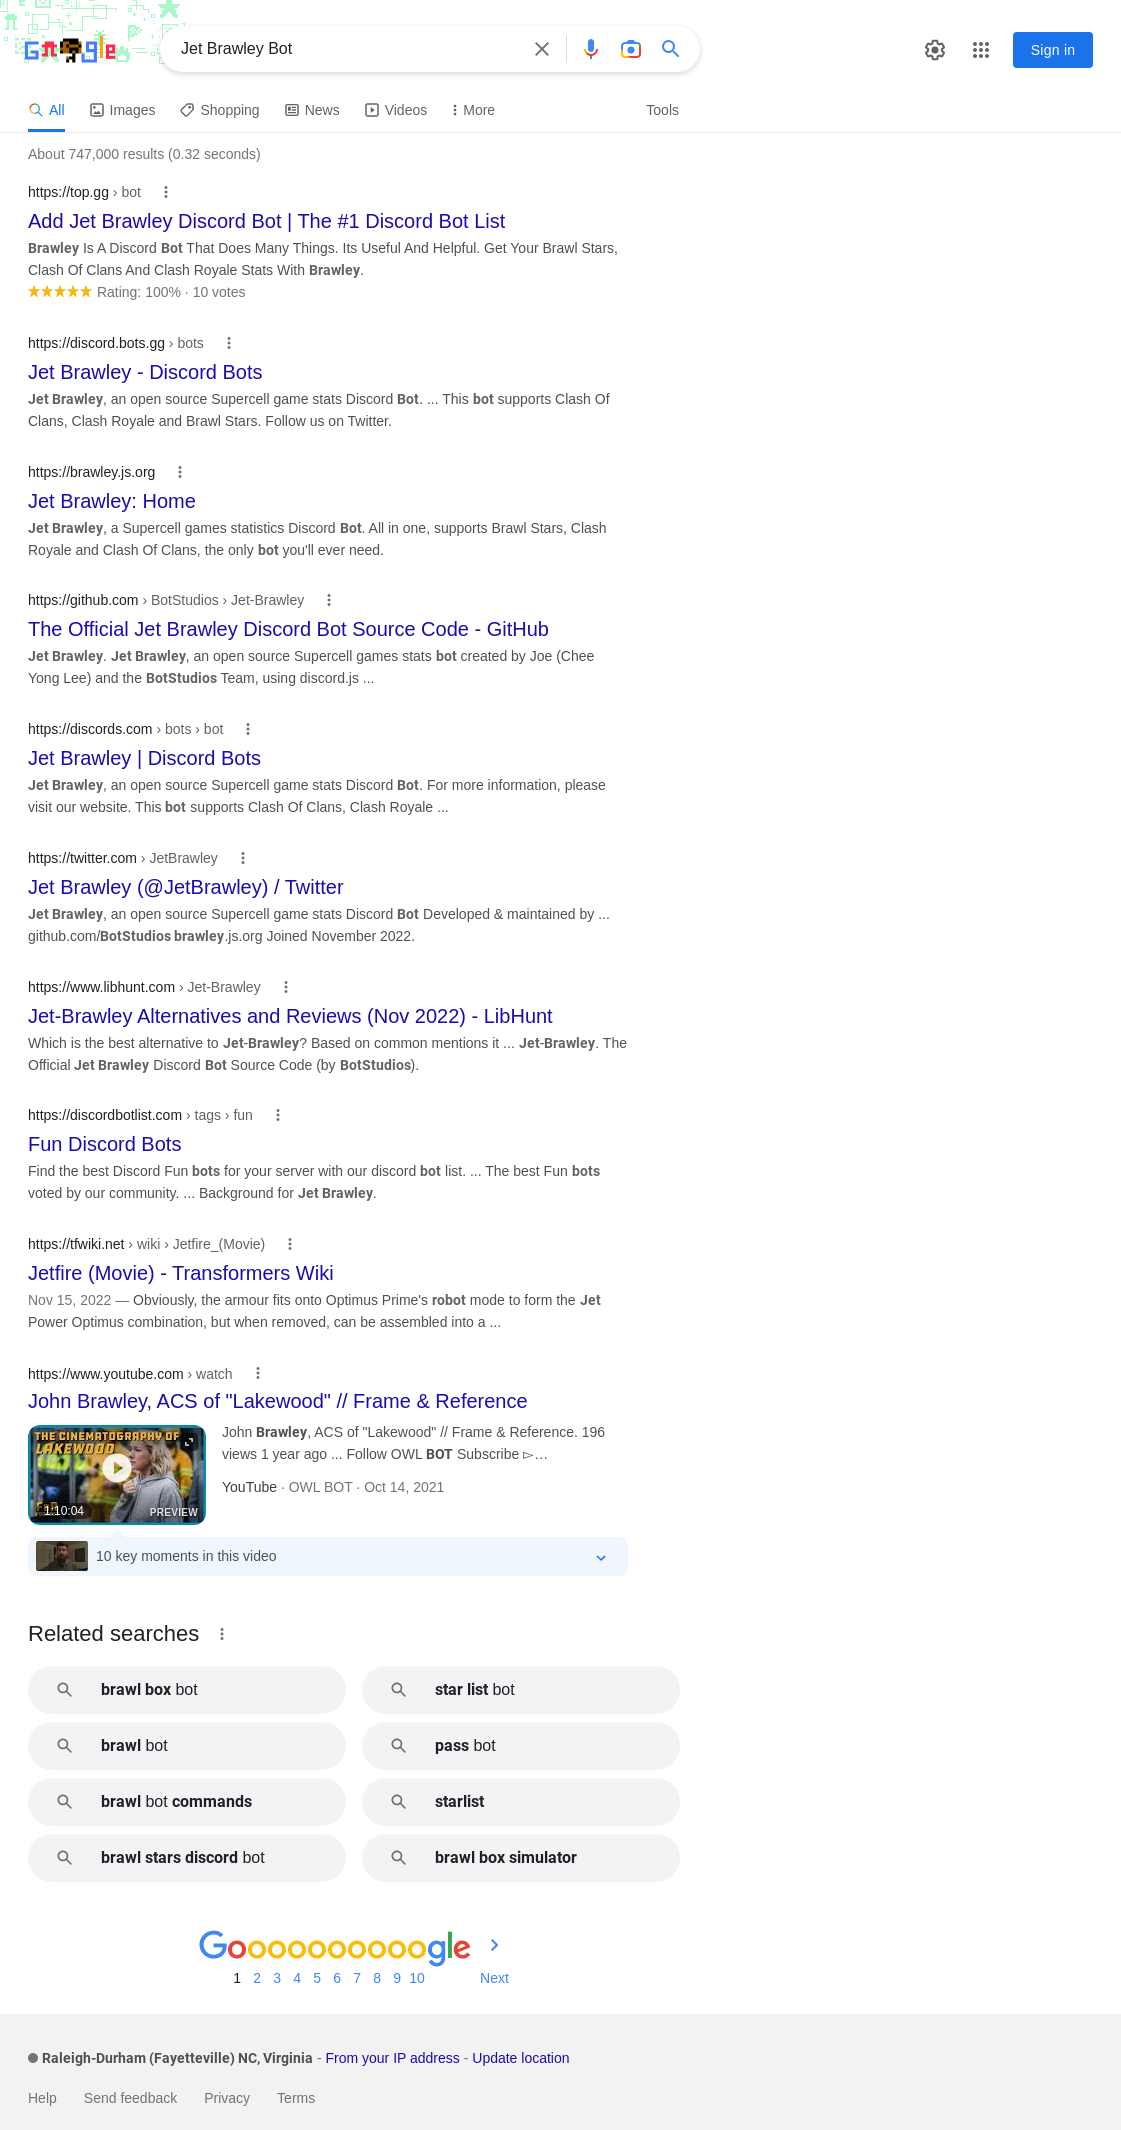 Google
Jet Brawley Bot
Sign in
All
Images
Shopping
News
Videos
More
Tools
About 747,000 results (0.32 seconds)
https://top.gg › bot
Add Jet Brawley Discord Bot | The #1 Discord Bot List
Brawley Is A Discord Bot That Does Many Things. Its Useful And Helpful. Get Your Brawl Stars,
Clash Of Clans And Clash Royale Stats With Brawley.
Rating: 100% · 10 votes
https://discord.bots.gg › bots
Jet Brawley - Discord Bots
Jet Brawley, an open source Supercell game stats Discord Bot. ... This bot supports Clash Of
Clans, Clash Royale and Brawl Stars. Follow us on Twitter.
https://brawley.js.org
Jet Brawley: Home
Jet Brawley, a Supercell games statistics Discord Bot. All in one, supports Brawl Stars, Clash
Royale and Clash Of Clans, the only bot you'll ever need.
https://github.com › BotStudios › Jet-Brawley
The Official Jet Brawley Discord Bot Source Code - GitHub
Jet Brawley. Jet Brawley, an open source Supercell games stats bot created by Joe (Chee
Yong Lee) and the BotStudios Team, using discord.js ...
https://discords.com › bots › bot
Jet Brawley | Discord Bots
Jet Brawley, an open source Supercell game stats Discord Bot. For more information, please
visit our website. This bot supports Clash Of Clans, Clash Royale ...
https://twitter.com › JetBrawley
Jet Brawley (@JetBrawley) / Twitter
Jet Brawley, an open source Supercell game stats Discord Bot Developed & maintained by ...
github.com/BotStudios brawley.js.org Joined November 2022.
https://www.libhunt.com › Jet-Brawley
Jet-Brawley Alternatives and Reviews (Nov 2022) - LibHunt
Which is the best alternative to Jet-Brawley? Based on common mentions it ... Jet-Brawley. The
Official Jet Brawley Discord Bot Source Code (by BotStudios).
https://discordbotlist.com › tags › fun
Fun Discord Bots
Find the best Discord Fun bots for your server with our discord bot list. ... The best Fun bots
voted by our community. ... Background for Jet Brawley.
https://tfwiki.net › wiki › Jetfire_(Movie)
Jetfire (Movie) - Transformers Wiki
Nov 15, 2022 — Obviously, the armour fits onto Optimus Prime's robot mode to form the Jet
Power Optimus combination, but when removed, can be assembled into a ...
https://www.youtube.com › watch
John Brawley, ACS of "Lakewood" // Frame & Reference
THE CINEMATOGRAPHY OF
LAKEWOOD
1:10:04
PREVIEW
John Brawley, ACS of "Lakewood" // Frame & Reference. 196
views 1 year ago ... Follow OWL BOT Subscribe ▻…
YouTube · OWL BOT · Oct 14, 2021
10 key moments in this video
Related searches
brawl box bot
star list bot
brawl bot
pass bot
brawl bot commands
starlist
brawl stars discord bot
brawl box simulator
Goooooooooogle
1 2 3 4 5 6 7 8 9 10 Next
Raleigh-Durham (Fayetteville) NC, Virginia - From your IP address - Update location
Help Send feedback Privacy Terms